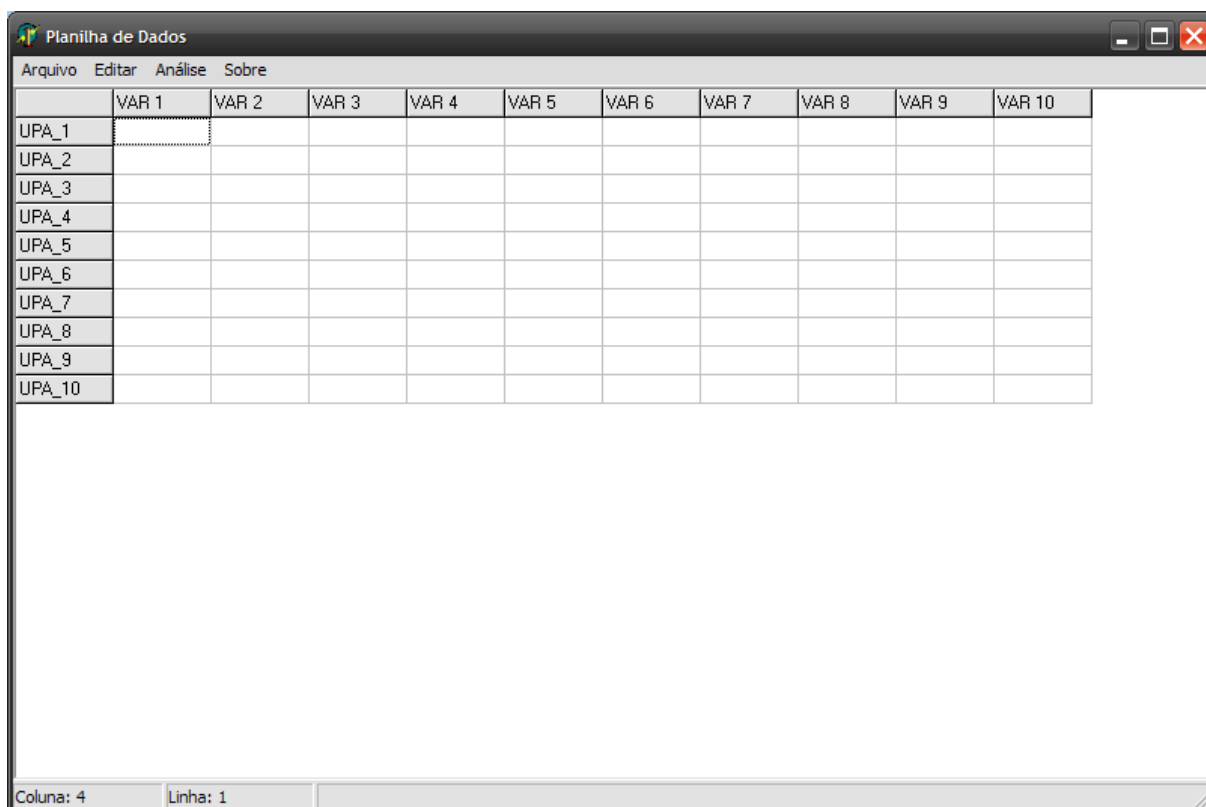 Planilha de Dados
Arquivo Editar Análise Sobre
VAR 1 VAR 2 VAR 3 VAR 4 VAR 5 VAR 6 VAR 7 VAR 8 VAR 9 VAR 10
UPA_1
UPA_2
UPA_3
UPA_4
UPA_5
UPA_6
UPA_7
UPA_8
UPA_9
UPA_10
Coluna: 4 Linha: 1